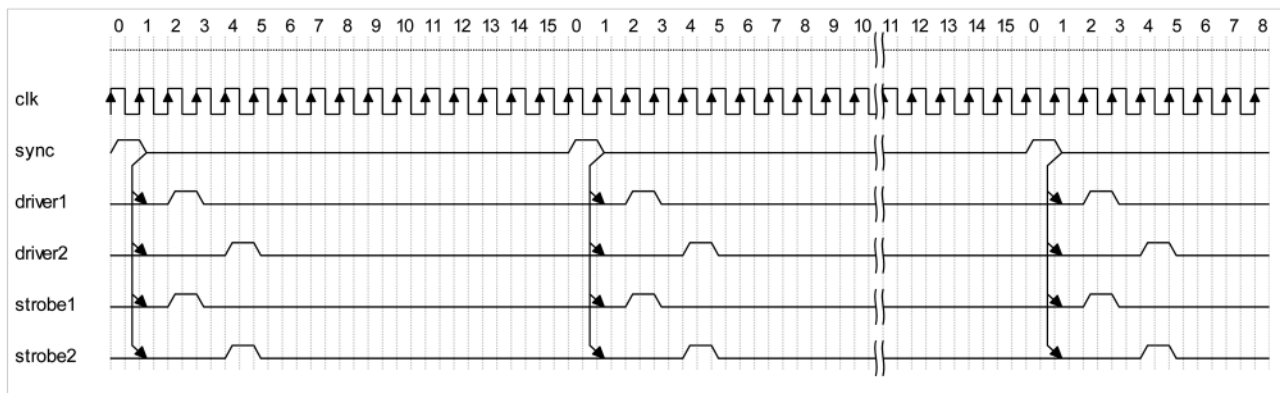 0 1 2 3 4 5 6 7 8 9 10 11 12 13 14 15 0 1 2 3 4 5 6 7 8 9 10 11 12 13 14 15 0 1 2 3 4 5 6 7 8
clk
sync
driver1
driver2
strobe1
strobe2